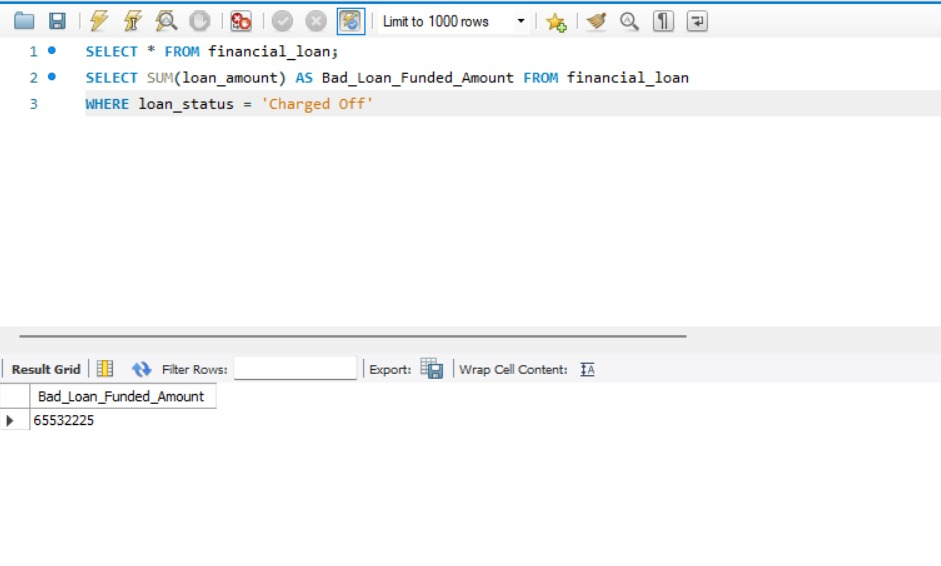 Limit to 1000 rows
1 SELECT * FROM financial_loan;
2 SELECT SUM(loan_amount) AS Bad_Loan_Funded_Amount FROM financial_loan
3 WHERE loan_status = 'Charged Off'
Result Grid Filter Rows: Export: Wrap Cell Content:
Bad_Loan_Funded_Amount
65532225